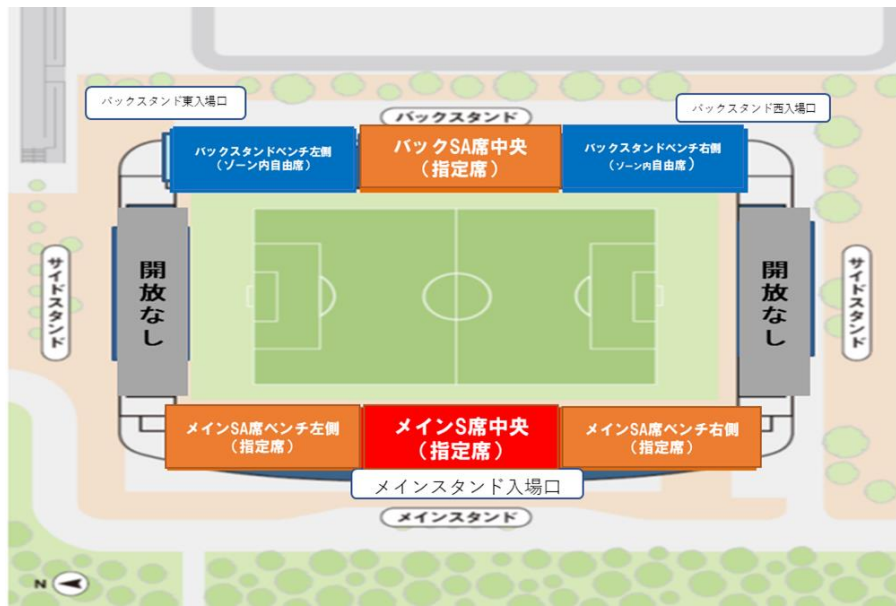 バックスタンド東入場口
バックスタンド
バックスタンド西入場口
バックスタンドベンチ左側
(ゾーン内自由席)
バックSA席中央
(指定席)
バックスタンドベンチ右側
(ゾーン内自由席)
サイドスタンド
開放なし
開放なし
サイドスタンド
メインSA席ベンチ左側
(指定席)
メインS席中央
(指定席)
メインSA席ベンチ右側
(指定席)
メインスタンド入場口
メインスタンド
N